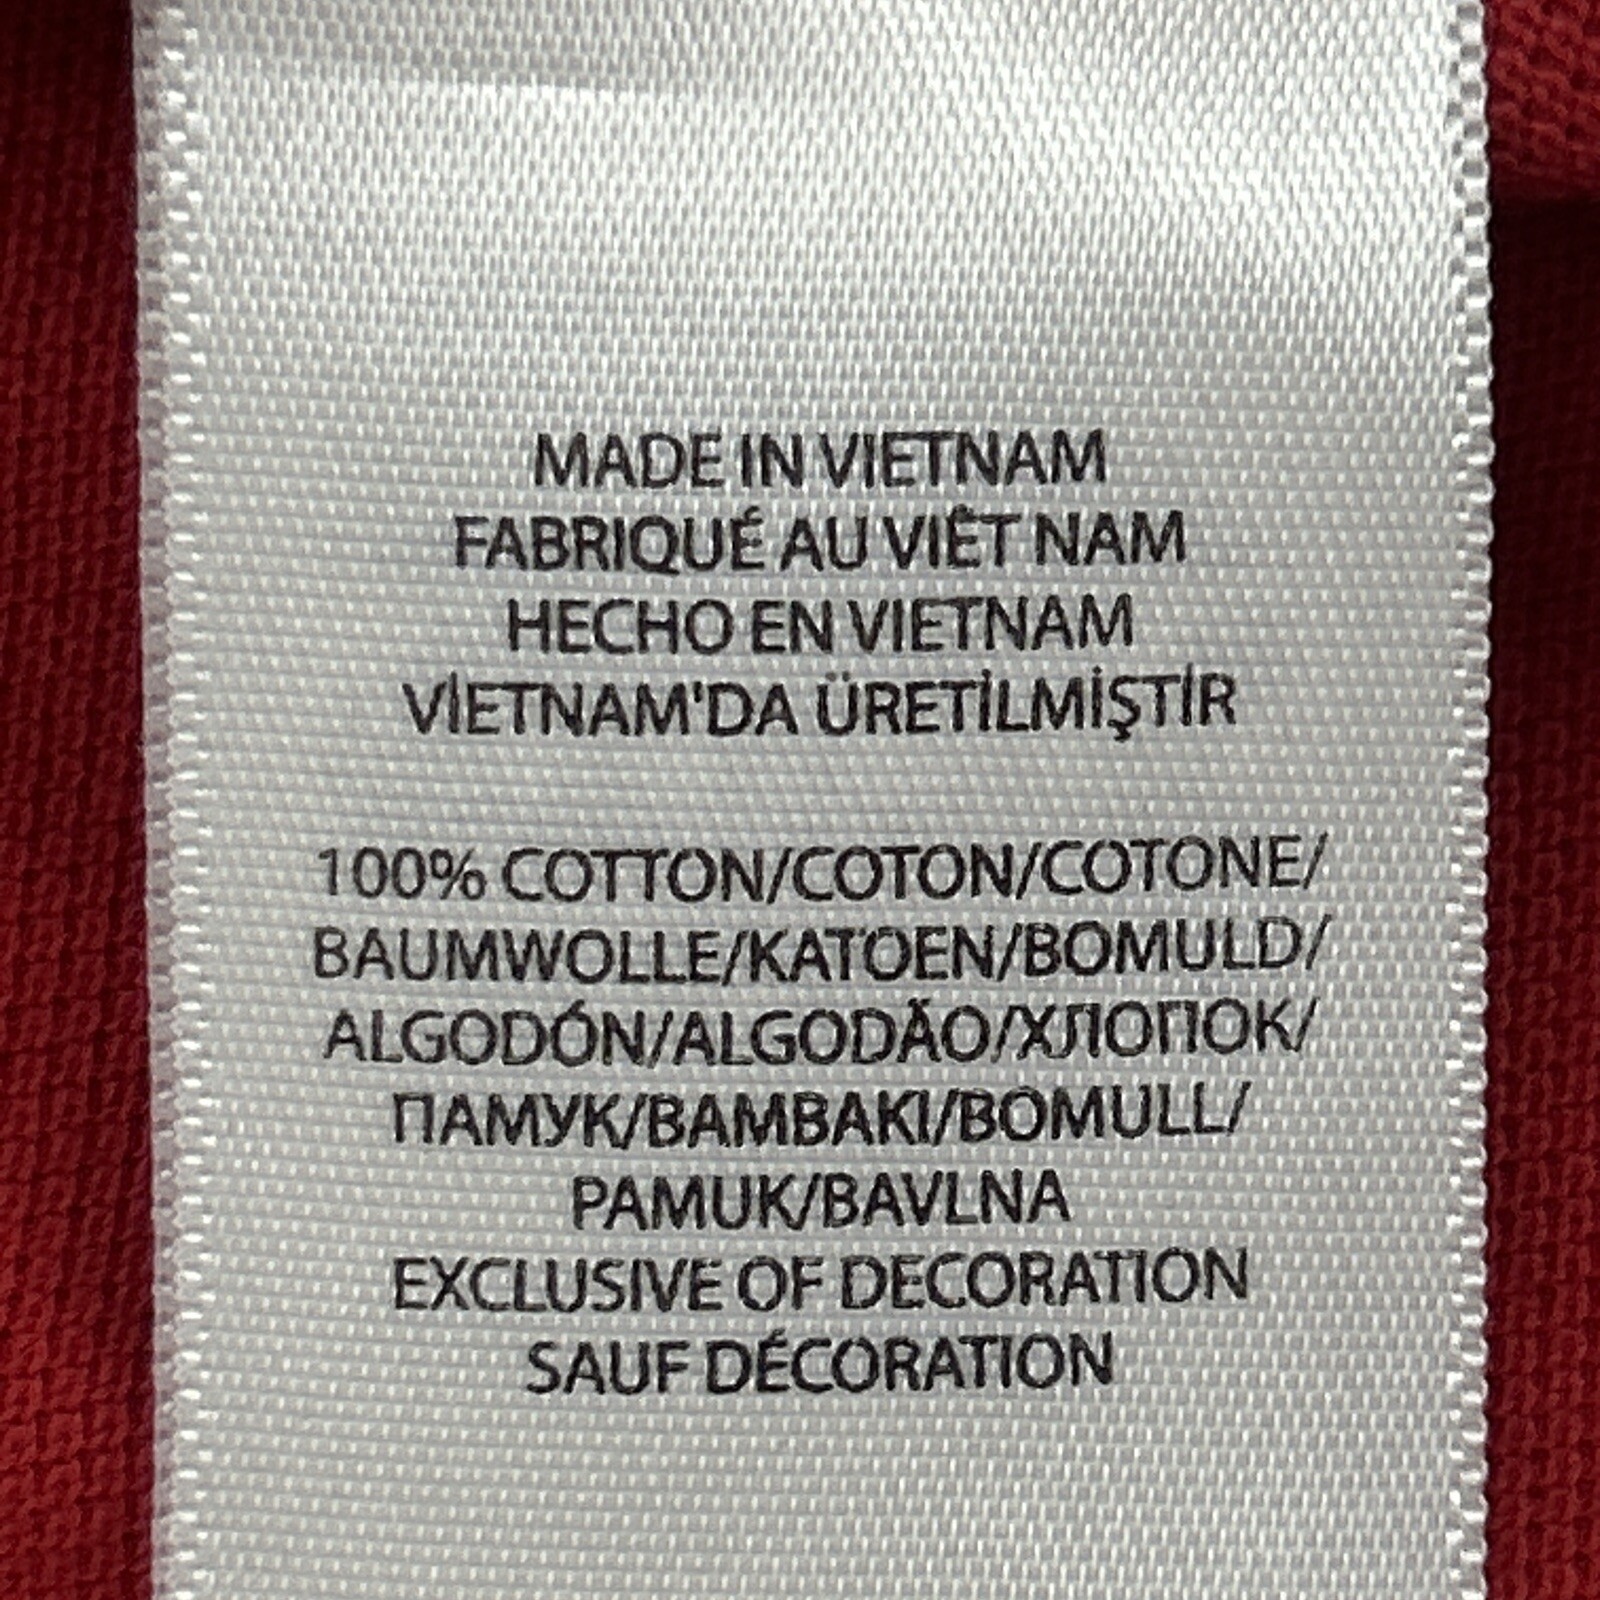 MADE IN VIETNAM
FABRIQUÉ AU VIÊT NAM
HECHO EN VIETNAM
VİETNAM'DA ÜRETİLMİŞTİR
100% COTTON/COTON/COTONE/
BAUMWOLLE/KATOEN/BOMULD/
ALGODÓN/ALGODÃO/ХЛОПОК/
ПАМУК/BAMBAKI/BOMULL/
PAMUK/BAVLNA
EXCLUSIVE OF DECORATION
SAUF DÉCORATION